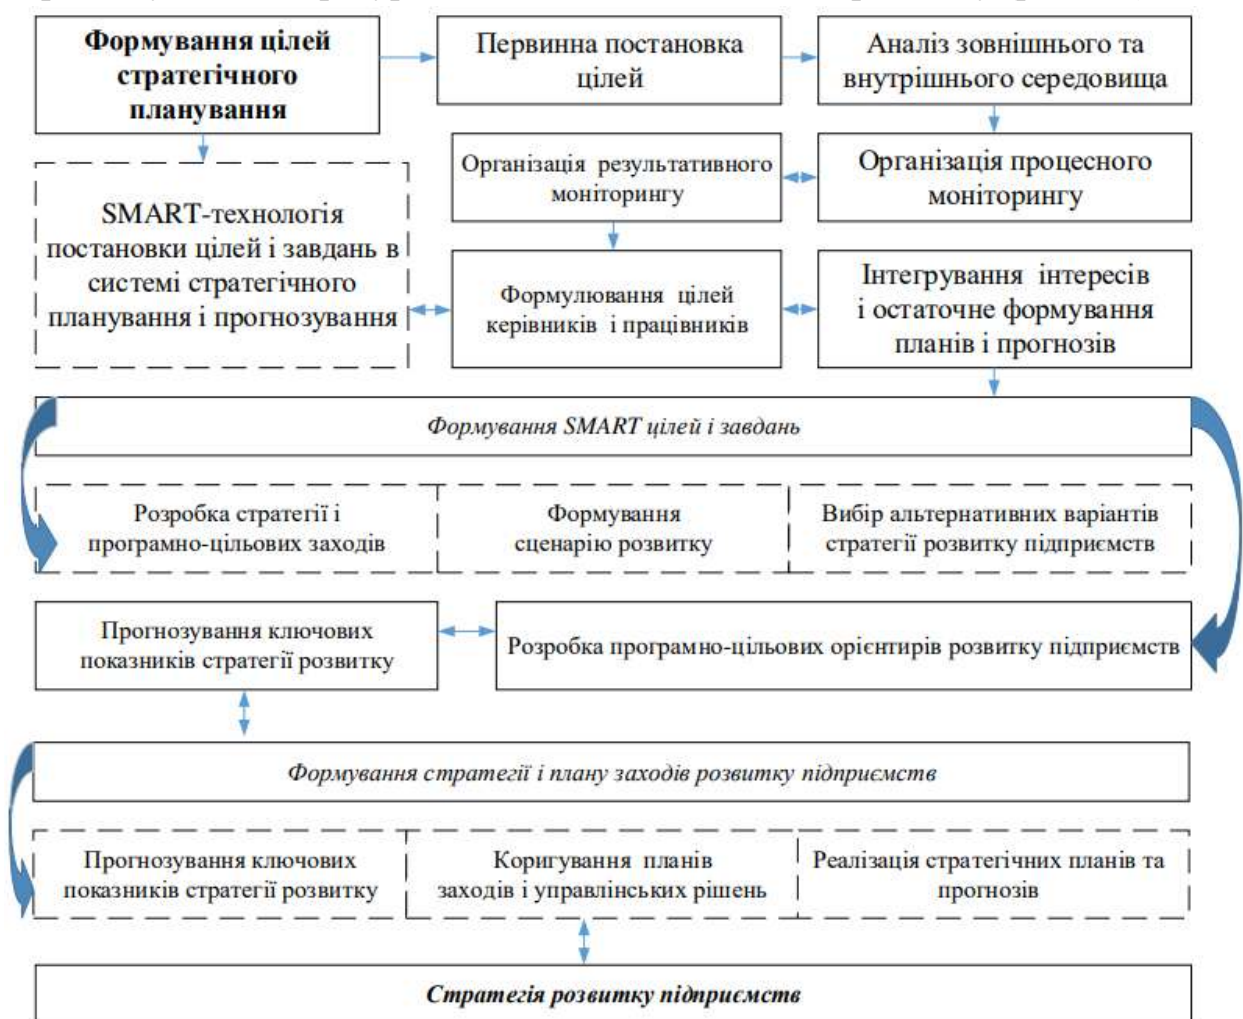 Формування цілей
стратегічного
планування
Первинна постановка
цілей
Аналіз зовнішнього та
внутрішнього середовища
SMART-технологія
постановки цілей і завдань в
системі стратегічного
планування і прогнозування
Організація результативного
моніторингу
Організація процесного
моніторингу
Формулювання цілей
керівників і працівників
Інтегрування інтересів
і остаточне формування
планів і прогнозів
Формування SMART цілей і завдань
Розробка стратегії і
програмно-цільових заходів
Формування
сценарію розвитку
Вибір альтернативних варіантів
стратегії розвитку підприємств
Прогнозування ключових
показників стратегії розвитку
Розробка програмно-цільових орієнтирів розвитку підприємств
Формування стратегії і плану заходів розвитку підприємств
Прогнозування ключових
показників стратегії розвитку
Коригування планів
заходів і управлінських рішень
Реалізація стратегічних планів та
прогнозів
Стратегія розвитку підприємств